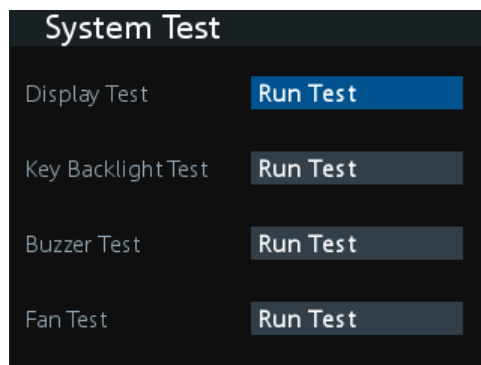 System Test
Display Test Run Test
Key Backlight Test Run Test
Buzzer Test Run Test
Fan Test Run Test